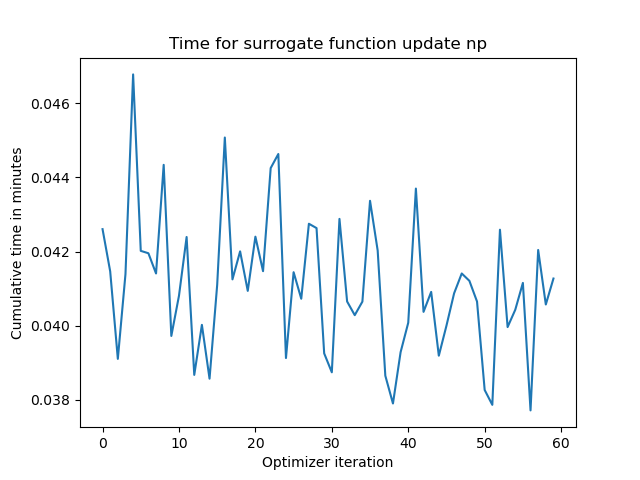 Time for surrogate function update np
Cumulative time in minutes
0.046
0.044
0.042
0.040
0.038
0 10 20 30 40 50 60
Optimizer iteration